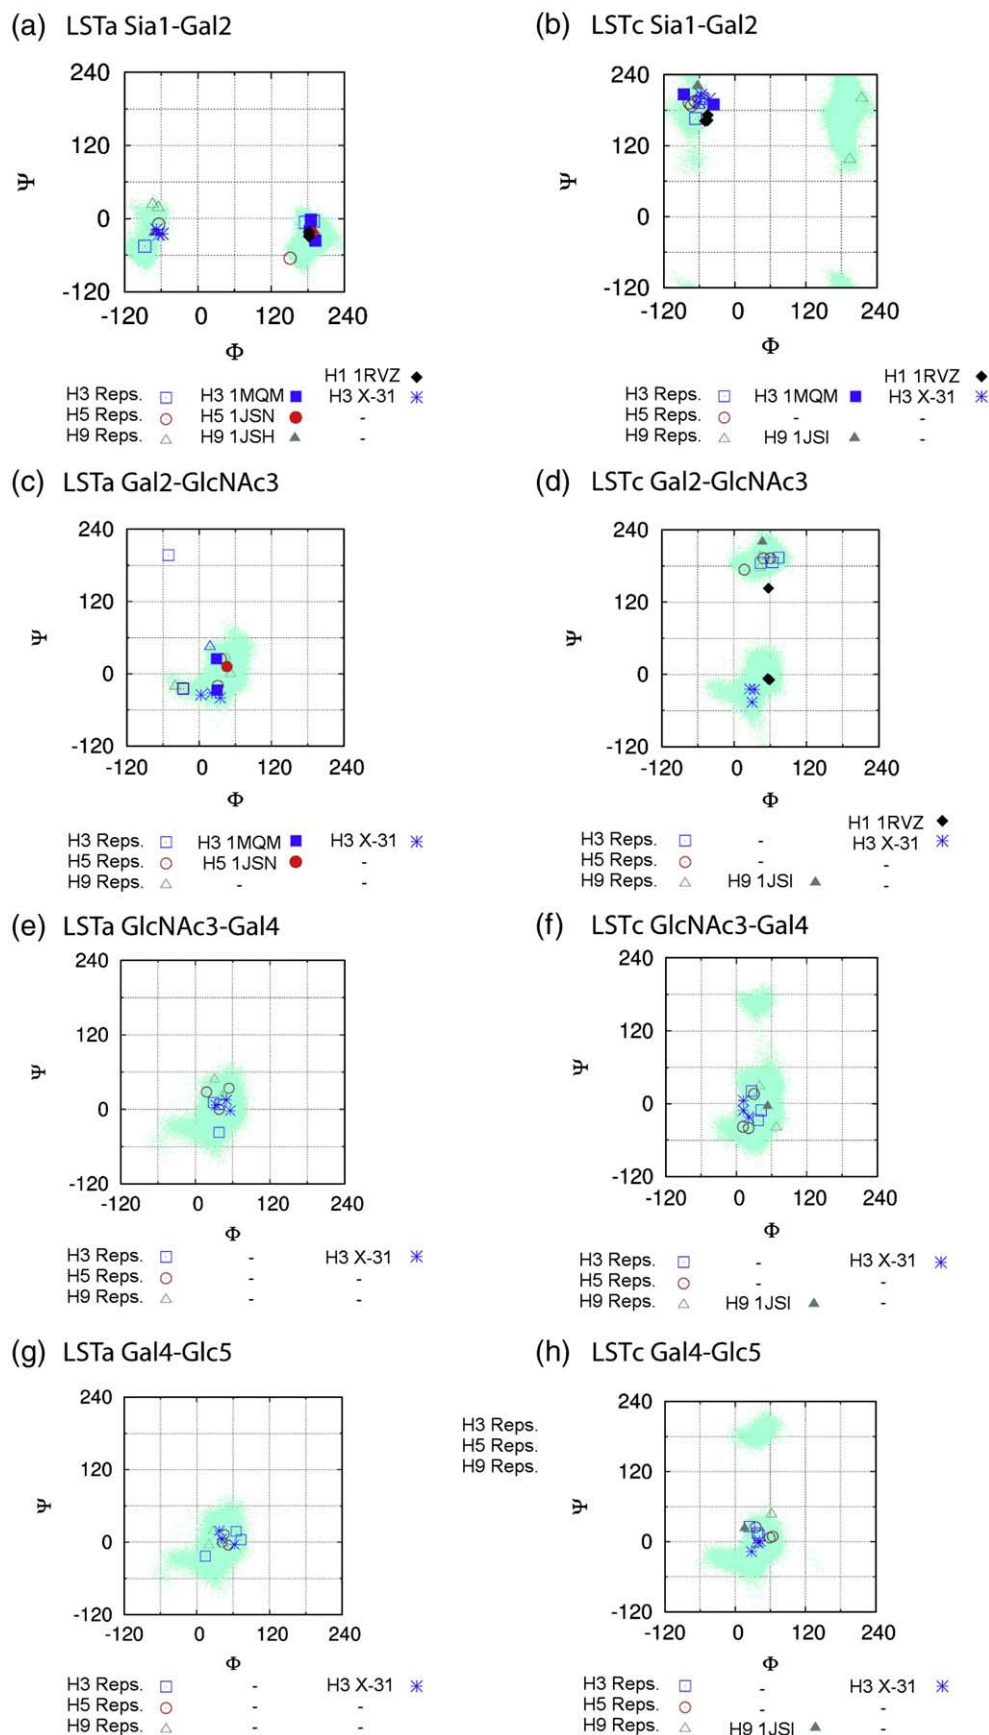 (a) LSTa Sia1-Gal2
(b) LSTc Sia1-Gal2
240
120
0
-120
Ψ
-120 0 120 240
Φ
H1 1RVZ
H3 Reps. H3 1MQM H3 X-31
H5 Reps. H5 1JSN -
H9 Reps. H9 1JSH -
240
120
0
-120
Ψ
-120 0 120 240
Φ
H1 1RVZ
H3 Reps. H3 1MQM H3 X-31
H5 Reps. - -
H9 Reps. H9 1JSI -
(c) LSTa Gal2-GlcNAc3
(d) LSTc Gal2-GlcNAc3
240
120
0
-120
Ψ
-120 0 120 240
Φ
H3 Reps. H3 1MQM H3 X-31
H5 Reps. H5 1JSN -
H9 Reps. - -
240
120
0
-120
Ψ
-120 0 120 240
Φ
H1 1RVZ
H3 Reps. - H3 X-31
H5 Reps. - -
H9 Reps. H9 1JSI -
(e) LSTa GlcNAc3-Gal4
(f) LSTc GlcNAc3-Gal4
240
120
0
-120
Ψ
-120 0 120 240
Φ
H3 Reps. - H3 X-31
H5 Reps. - -
H9 Reps. - -
240
120
0
-120
Ψ
-120 0 120 240
Φ
H3 Reps. - H3 X-31
H5 Reps. - -
H9 Reps. H9 1JSI -
(g) LSTa Gal4-Glc5
(h) LSTc Gal4-Glc5
240
120
0
-120
Ψ
-120 0 120 240
Φ
H3 Reps. - H3 X-31
H5 Reps. - -
H9 Reps. - -
H3 Reps.
H5 Reps.
H9 Reps.
240
120
0
-120
Ψ
-120 0 120 240
Φ
H3 Reps. - H3 X-31
H5 Reps. - -
H9 Reps. H9 1JSI -